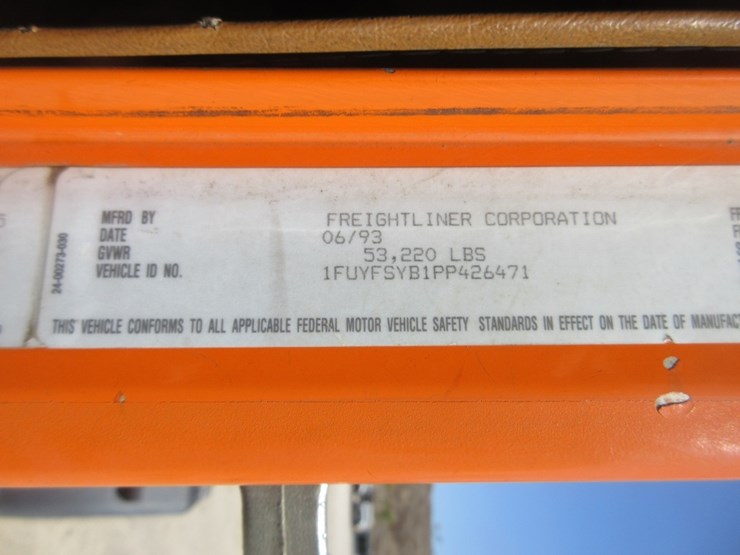 MFRD BY FREIGHTLINER CORPORATION
DATE 06/93
GVWR 53,220 LBS
VEHICLE ID NO. 1FUYFSYB1PP426471
24-00273-030
THIS VEHICLE CONFORMS TO ALL APPLICABLE FEDERAL MOTOR VEHICLE SAFETY STANDARDS IN EFFECT ON THE DATE OF MANUFACT